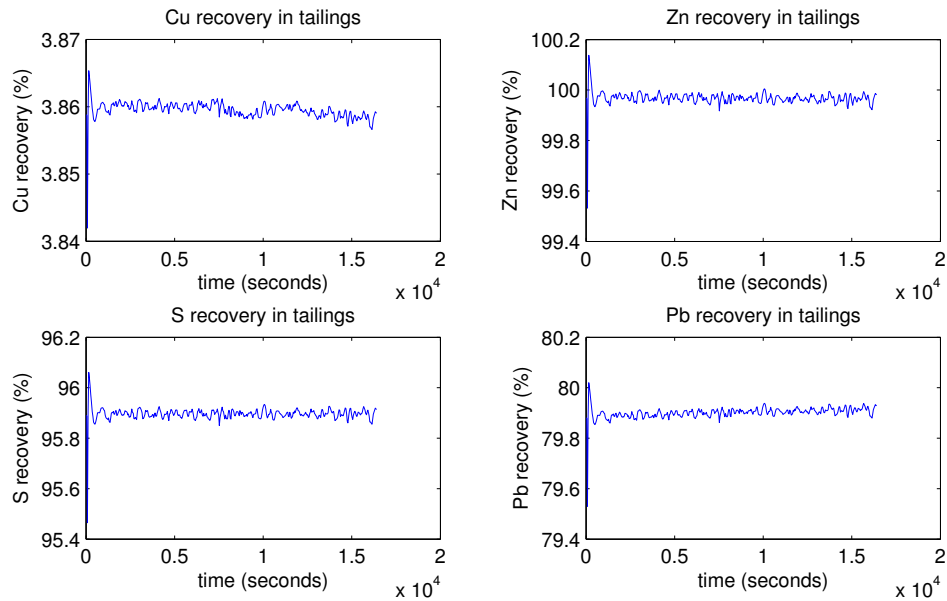 Cu recovery in tailings
Cu recovery (%)
3.87
3.86
3.85
3.84
0 0.5 1 1.5 2
x 10^4
time (seconds)
Zn recovery in tailings
Zn recovery (%)
100.2
100
99.8
99.6
99.4
0 0.5 1 1.5 2
x 10^4
time (seconds)
S recovery in tailings
S recovery (%)
96.2
96
95.8
95.6
95.4
0 0.5 1 1.5 2
x 10^4
time (seconds)
Pb recovery in tailings
Pb recovery (%)
80.2
80
79.8
79.6
79.4
0 0.5 1 1.5 2
x 10^4
time (seconds)